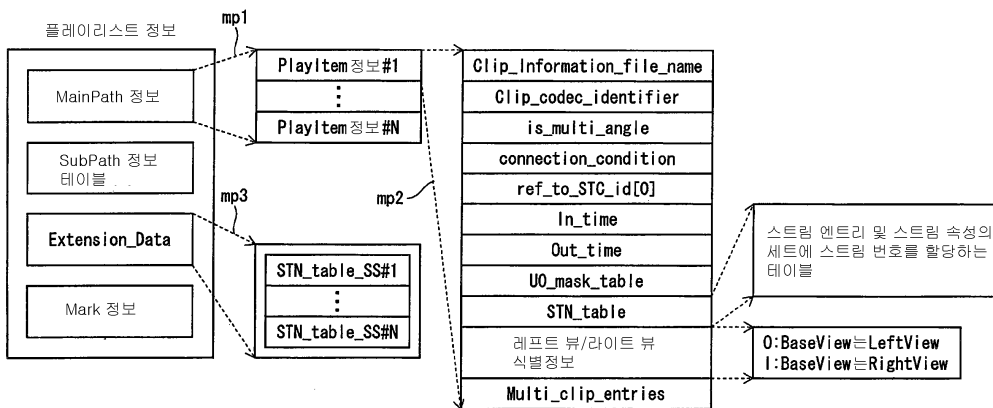 플레이리스트 정보
MainPath 정보
SubPath 정보
테이블
Extension_Data
Mark 정보
mp1
PlayItem정보#1
PlayItem정보#N
mp3
STN_table_SS#1
STN_table_SS#N
mp2
Clip_Information_file_name
Clip_codec_identifier
is_multi_angle
connection_condition
ref_to_STC_id[0]
In_time
Out_time
UO_mask_table
STN_table
레프트 뷰/라이트 뷰
식별정보
Multi_clip_entries
스트림 엔트리 및 스트림 속성의
세트에 스트림 번호를 할당하는
테이블
0:BaseView는LeftView
1:BaseView는RightView